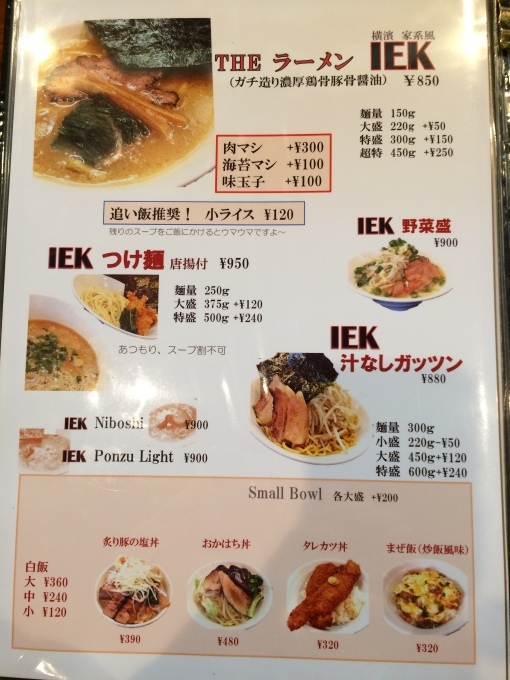 横濱 家系風
THE ラーメン IEK
(ガチ造り濃厚鶏骨豚骨醤油) ¥850
麺量 150g
大盛 220g +¥50
特盛 300g +¥150
超特 450g +¥250
肉マシ +¥300
海苔マシ +¥100
味玉子 +¥100
追い飯推奨! 小ライス ¥120
残りのスープをご飯にかけるとウマウマですよ~
IEK 野菜盛
¥900
IEK つけ麺 唐揚付 ¥950
麺量 250g
大盛 375g +¥120
特盛 500g +¥240
あつもり、スープ割不可
IEK
汁なしガッツン
¥880
麺量 300g
小盛 220g-¥50
大盛 450g+¥120
特盛 600g+¥240
IEK Niboshi ¥900
IEK Ponzu Light ¥900
Small Bowl 各大盛 +¥200
白飯
大 ¥360
中 ¥240
小 ¥120
炙り豚の塩丼
¥390
おかはち丼
¥480
タレカツ丼
¥320
まぜ飯(炒飯風味)
¥320